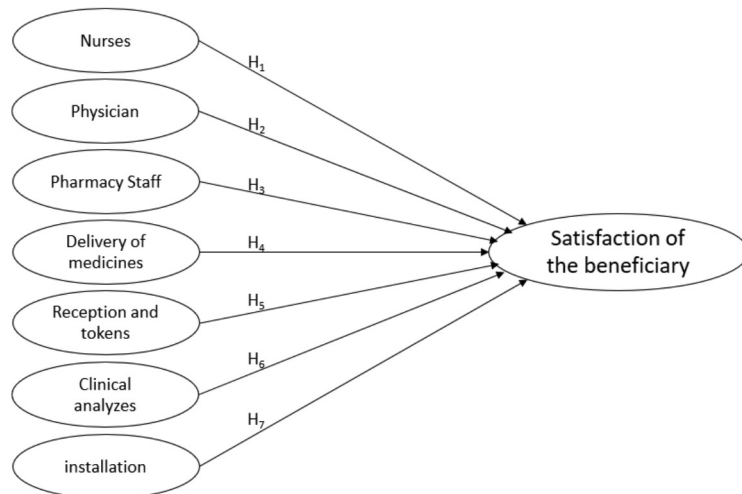 Nurses
H₁
Physician
H₂
Pharmacy Staff
H₃
Delivery of
medicines
H₄
Reception and
tokens
H₅
Clinical
analyzes
H₆
installation
H₇
Satisfaction of
the beneficiary